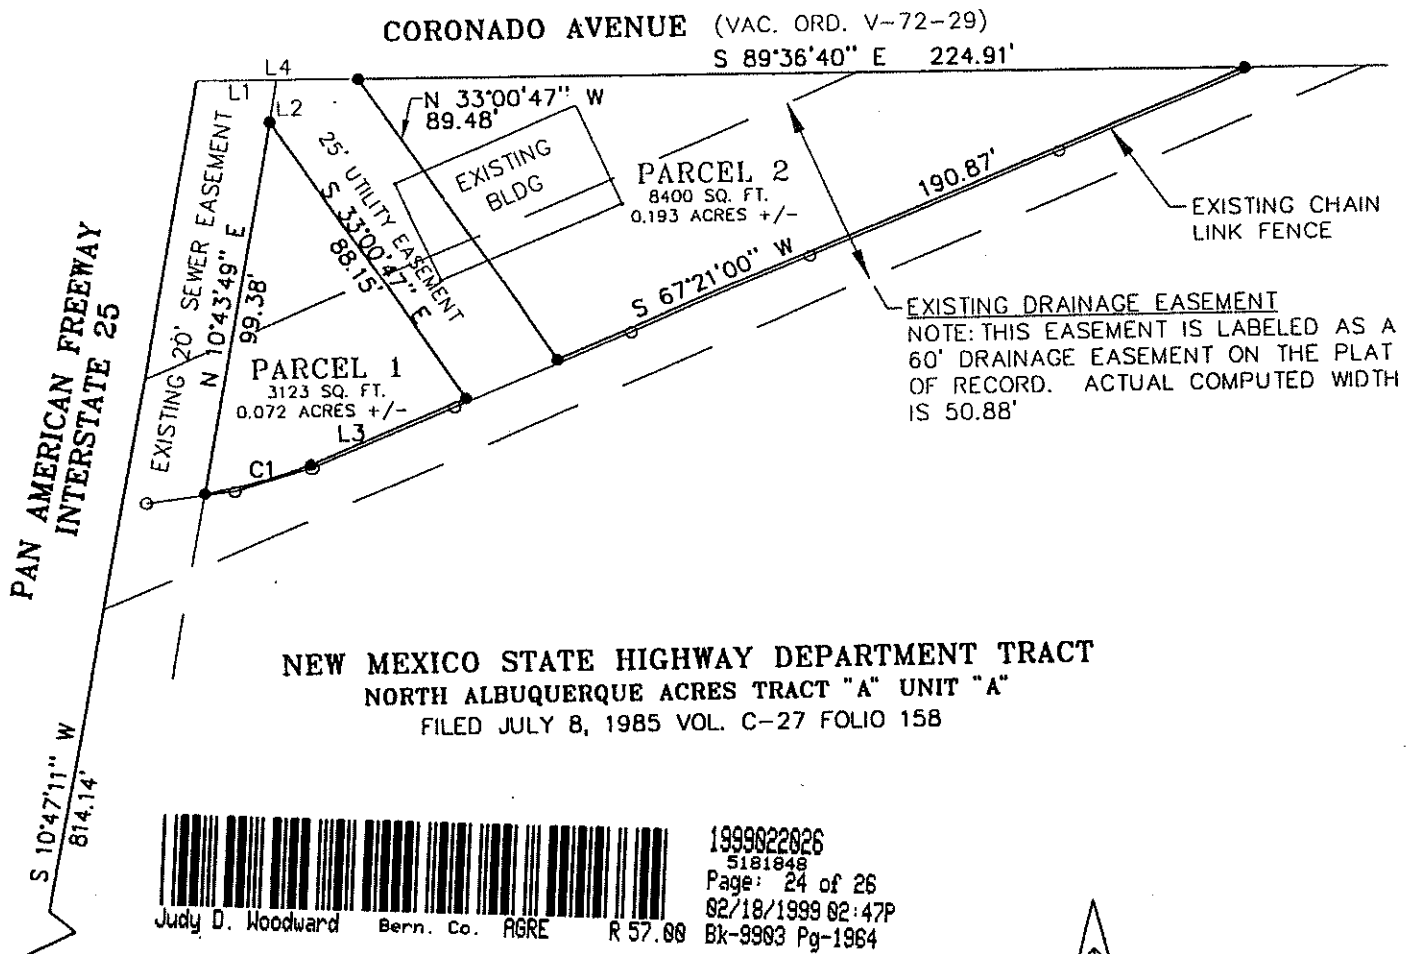 CORONADO AVENUE (VAC. ORD. V-72-29)
S 89°36'40" E 224.91'
L4
L1
L2
N 33°00'47" W
89.48'
25' UTILITY EASEMENT
S 33°00'47" E
88.15'
EXISTING
BLDG
PARCEL 2
8400 SQ. FT.
0.193 ACRES +/-
190.87'
S 67°21'00" W
EXISTING CHAIN
LINK FENCE
EXISTING DRAINAGE EASEMENT
NOTE: THIS EASEMENT IS LABELED AS A
60' DRAINAGE EASEMENT ON THE PLAT
OF RECORD. ACTUAL COMPUTED WIDTH
IS 50.88'
EXISTING 20' SEWER EASEMENT
N 10°43'49" E
99.38'
PARCEL 1
3123 SQ. FT.
0.072 ACRES +/-
L3
C1
PAN AMERICAN FREEWAY
INTERSTATE 25
NEW MEXICO STATE HIGHWAY DEPARTMENT TRACT
NORTH ALBUQUERQUE ACRES TRACT "A" UNIT "A"
FILED JULY 8, 1985 VOL. C-27 FOLIO 158
S 10°47'11" W
814.14'
1999022026
5181848
Page: 24 of 26
02/18/1999 02:47P
Judy D. Woodward Bern. Co. AGRE R 57.00 Bk-9903 Pg-1964